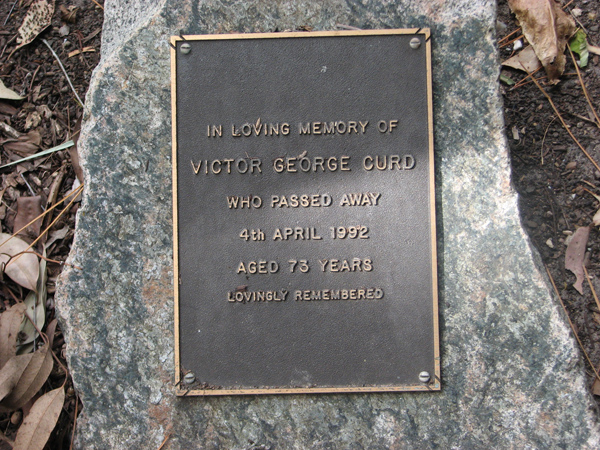 IN LOVING MEMORY OF
VICTOR GEORGE CURD
WHO PASSED AWAY
4th APRIL 1992
AGED 73 YEARS
LOVINGLY REMEMBERED